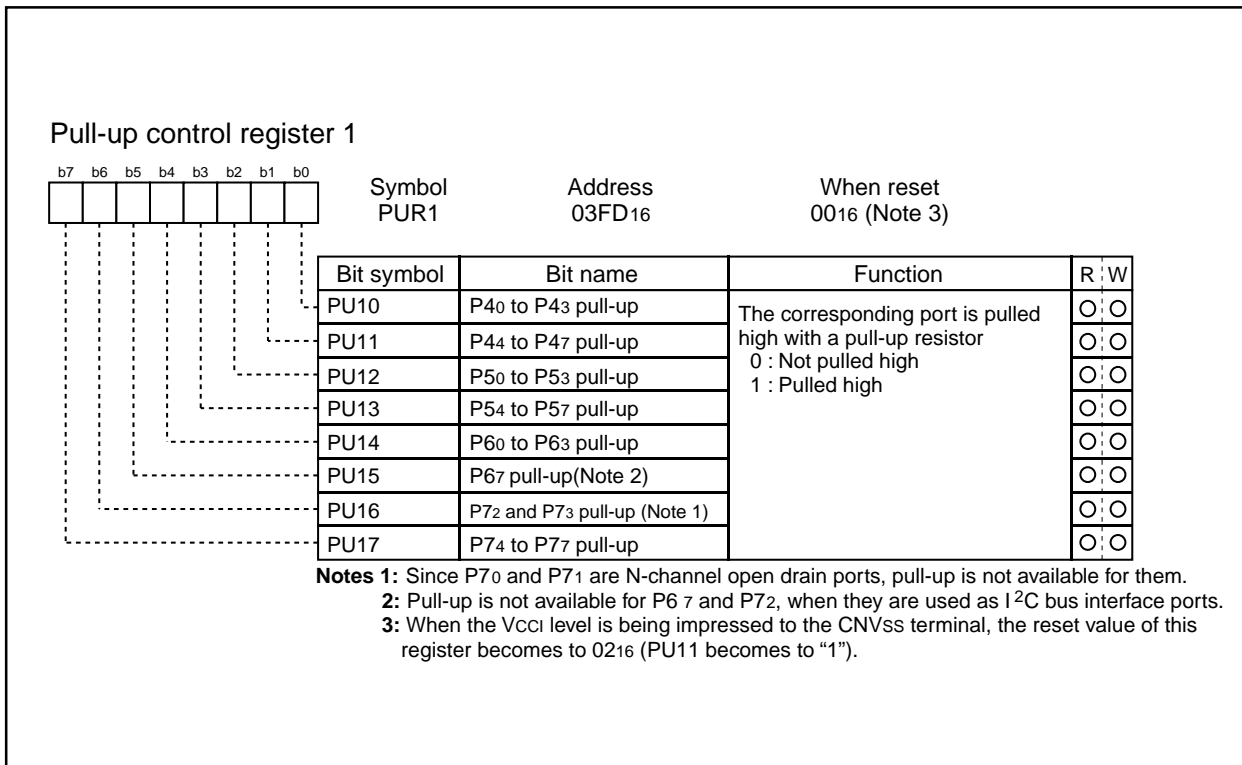 Pull-up control register 1
b7 b6 b5 b4 b3 b2 b1 b0
Symbol Address When reset
PUR1 03FD16 0016 (Note 3)
Bit symbol Bit name Function R W
PU10 P40 to P43 pull-up
The corresponding port is pulled
high with a pull-up resistor
0 : Not pulled high
1 : Pulled high
PU11 P44 to P47 pull-up
PU12 P50 to P53 pull-up
PU13 P54 to P57 pull-up
PU14 P60 to P63 pull-up
PU15 P67 pull-up(Note 2)
PU16 P72 and P73 pull-up (Note 1)
PU17 P74 to P77 pull-up
Notes 1: Since P70 and P71 are N-channel open drain ports, pull-up is not available for them.
2: Pull-up is not available for P6 7 and P72, when they are used as I 2C bus interface ports.
3: When the VCCI level is being impressed to the CNVSS terminal, the reset value of this
register becomes to 0216 (PU11 becomes to “1”).